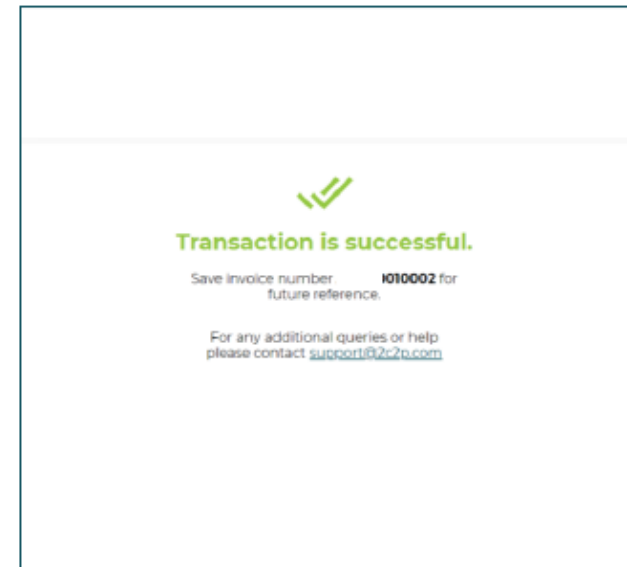 Transaction is successful.
Save invoice number 1010002 for
future reference.
For any additional queries or help
please contact support@2c2p.com